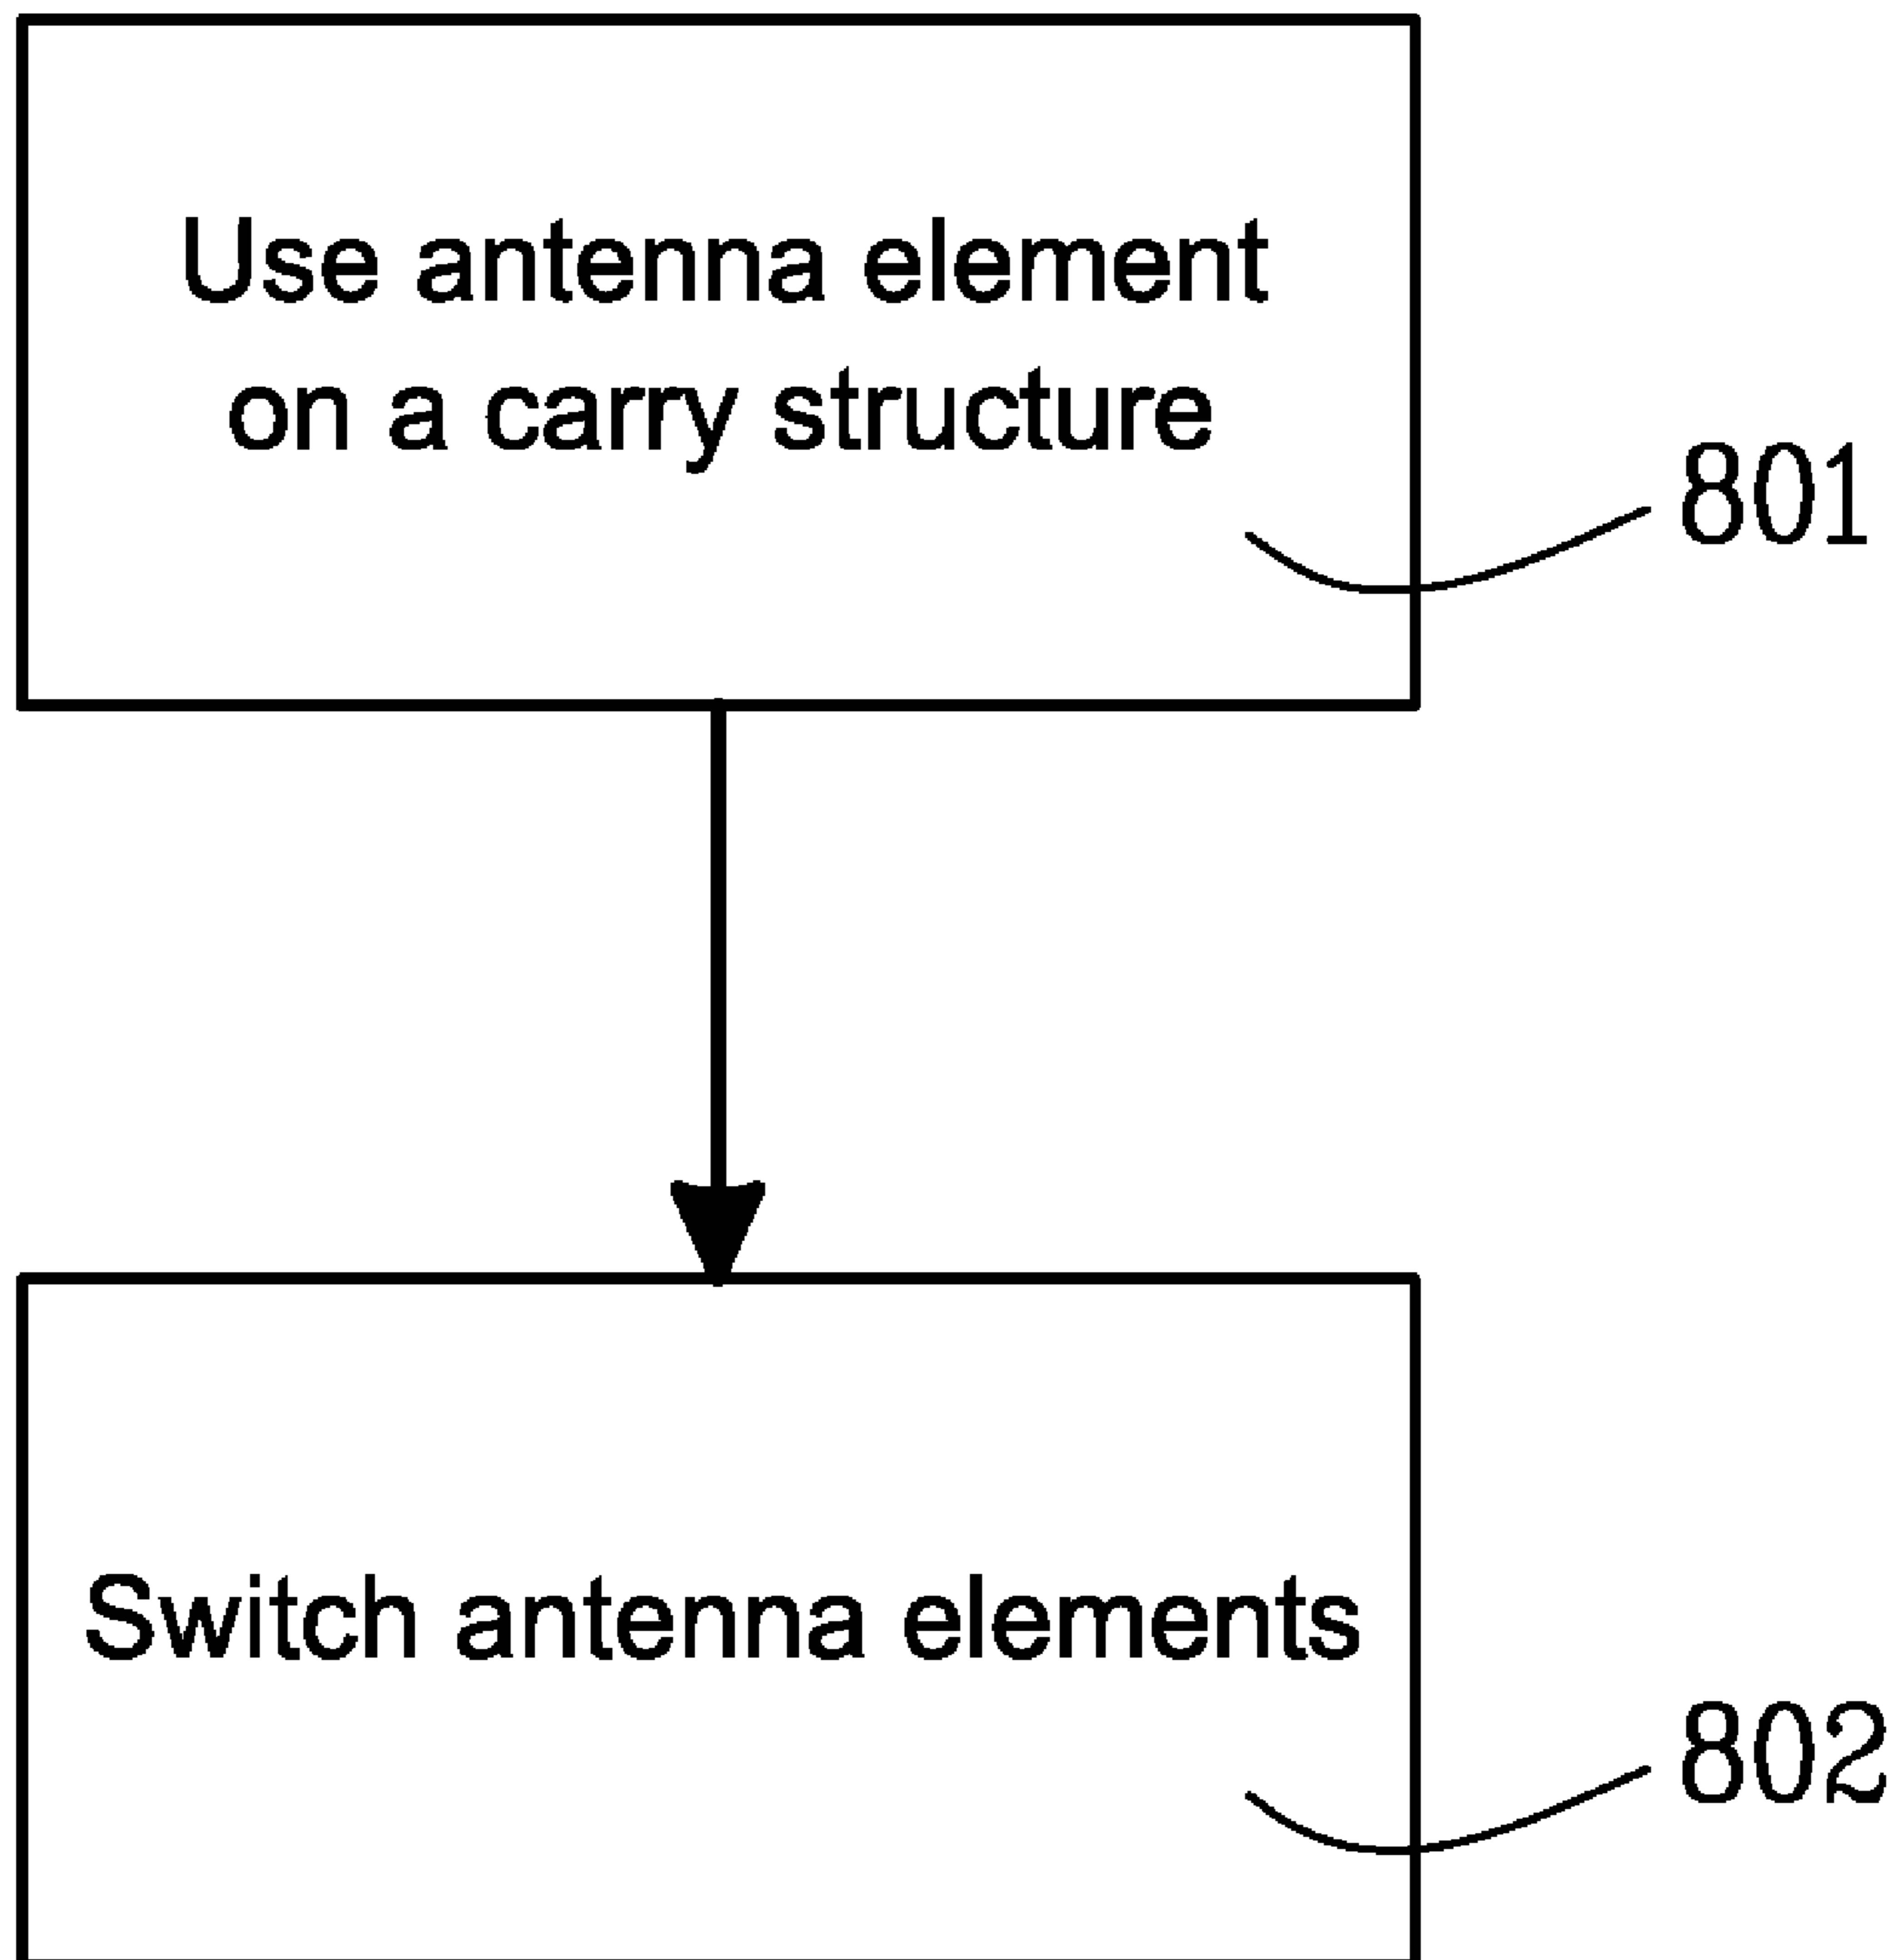 Use antenna element
on a carry structure
801
Switch antenna elements
802